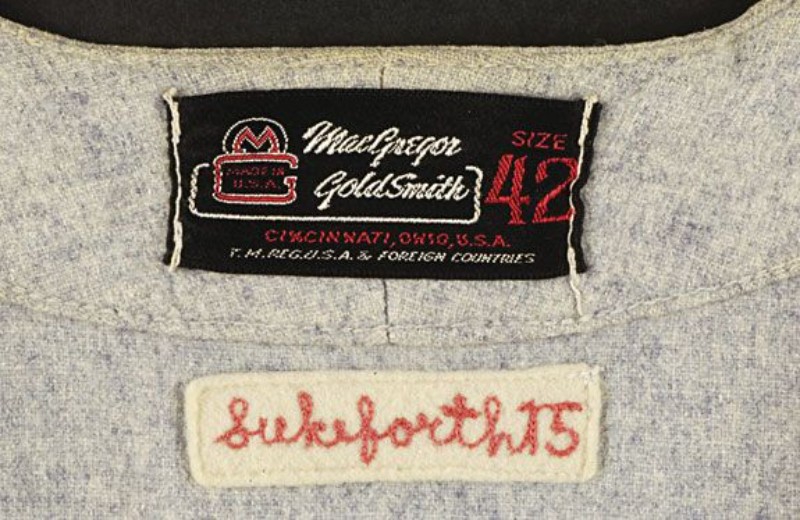 M
MADE IN
U.S.A.
MacGregor
GoldSmith
SIZE
42
CINCINNATI, OHIO, U.S.A.
T.M.REG.U.S.A. & FOREIGN COUNTRIES
Sukeforth 15